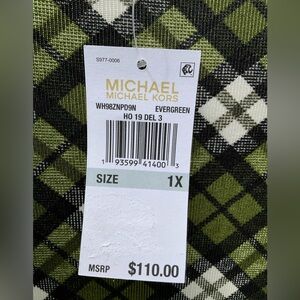 S977-0006
MICHAEL
MICHAEL KORS
WH98ZNPD9N EVERGREEN
HO 19 DEL 3
1 93599 41400 3
SIZE 1X
MSRP $110.00